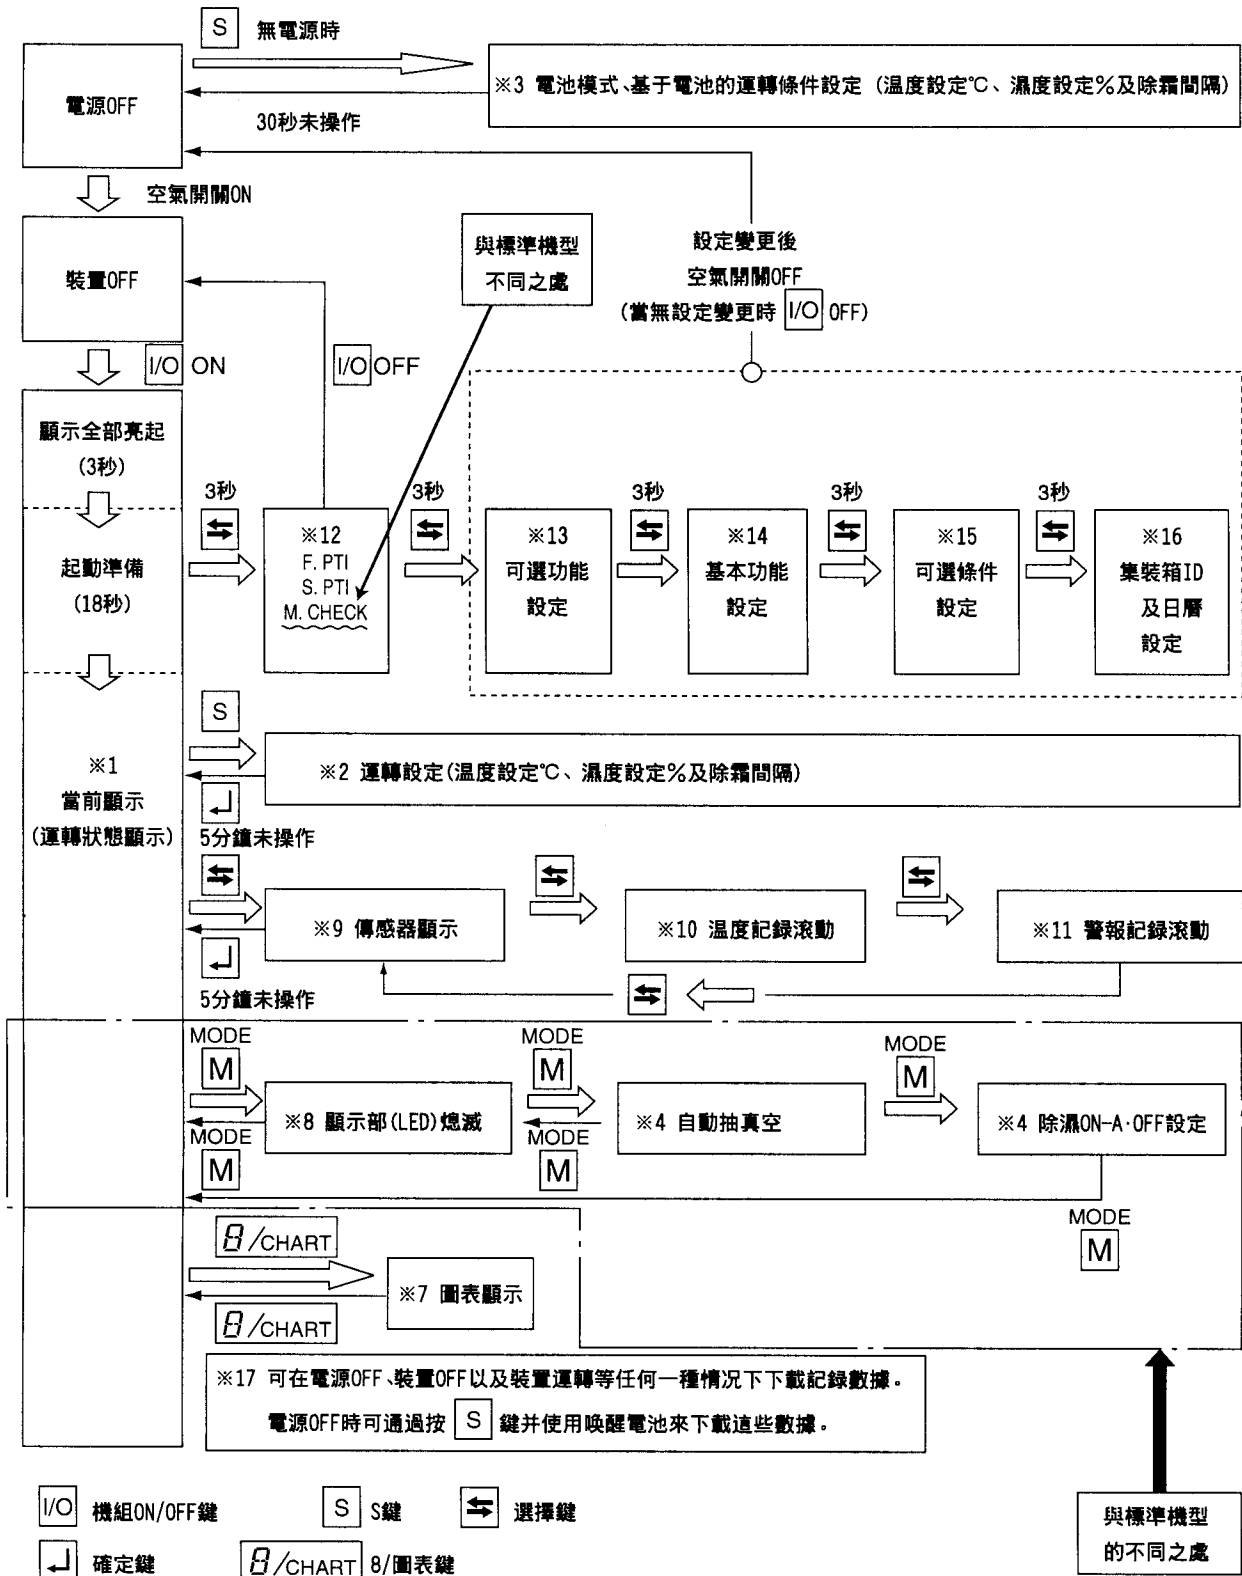 S 無電源時
電源OFF
※3 電池模式、基于電池的運轉條件設定 (温度設定℃、濕度設定%及除霜間隔)
30秒未操作
空氣開關ON
裝置OFF
與標準機型
不同之處
設定變更後
空氣開關OFF
(當無設定變更時 I/O OFF)
I/O ON
I/O OFF
顯示全部亮起
(3秒)
起動準備
(18秒)
3秒
※12
F. PTI
S. PTI
M. CHECK
3秒
※13
可選功能
設定
3秒
※14
基本功能
設定
3秒
※15
可選條件
設定
3秒
※16
集裝箱ID
及日曆
設定
※1
當前顯示
(運轉狀態顯示)
S
※2 運轉設定(温度設定℃、濕度設定%及除霜間隔)
5分鐘未操作
※9 傳感器顯示
※10 温度記録滚動
※11 警報記録滚動
5分鐘未操作
MODE
M
※8 顯示部(LED)熄滅
MODE
M
MODE
M
※4 自動抽真空
MODE
M
MODE
M
※4 除濕ON-A·OFF設定
MODE
M
8/CHART
※7 圖表顯示
8/CHART
※17 可在電源OFF、裝置OFF以及裝置運轉等任何一種情况下下載記録數據。
電源OFF時可通過按 S 鍵并使用唤醒電池來下載這些數據。
I/O 機組ON/OFF鍵
S S鍵
選擇鍵
確定鍵
8/CHART 8/圖表鍵
與標準機型
的不同之處